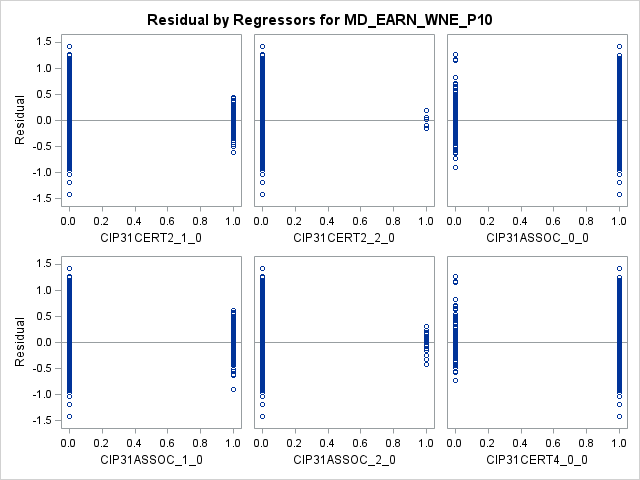 Residual by Regressors for MD_EARN_WNE_P10
1.5
1.0
0.5
0.0
-0.5
-1.0
-1.5
Residual
0.0 0.2 0.4 0.6 0.8 1.0
CIP31CERT2_1_0
0.0 0.2 0.4 0.6 0.8 1.0
CIP31CERT2_2_0
0.0 0.2 0.4 0.6 0.8 1.0
CIP31ASSOC_0_0
1.5
1.0
0.5
0.0
-0.5
-1.0
-1.5
Residual
0.0 0.2 0.4 0.6 0.8 1.0
CIP31ASSOC_1_0
0.0 0.2 0.4 0.6 0.8 1.0
CIP31ASSOC_2_0
0.0 0.2 0.4 0.6 0.8 1.0
CIP31CERT4_0_0